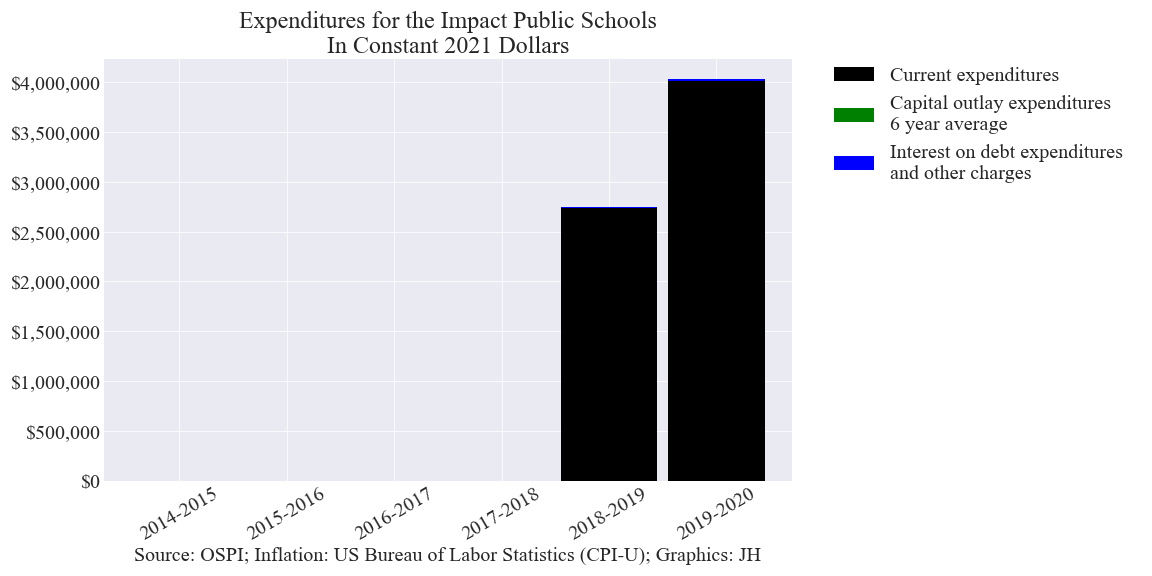 Expenditures for the Impact Public Schools
In Constant 2021 Dollars
$4,000,000
$3,500,000
$3,000,000
$2,500,000
$2,000,000
$1,500,000
$1,000,000
$500,000
$0
2014-2015
2015-2016
2016-2017
2017-2018
2018-2019
2019-2020
Source: OSPI; Inflation: US Bureau of Labor Statistics (CPI-U); Graphics: JH
Current expenditures
Capital outlay expenditures
6 year average
Interest on debt expenditures
and other charges